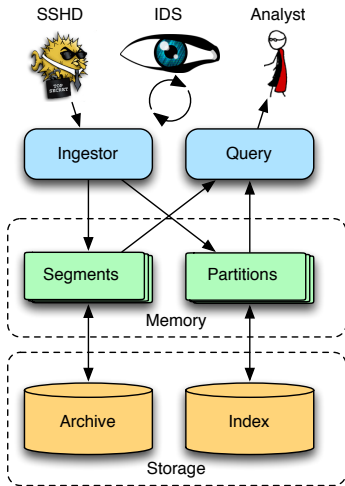 SSHD IDS Analyst
TOP
SECRET
Ingestor Query
Segments Partitions
Memory
Archive Index
Storage